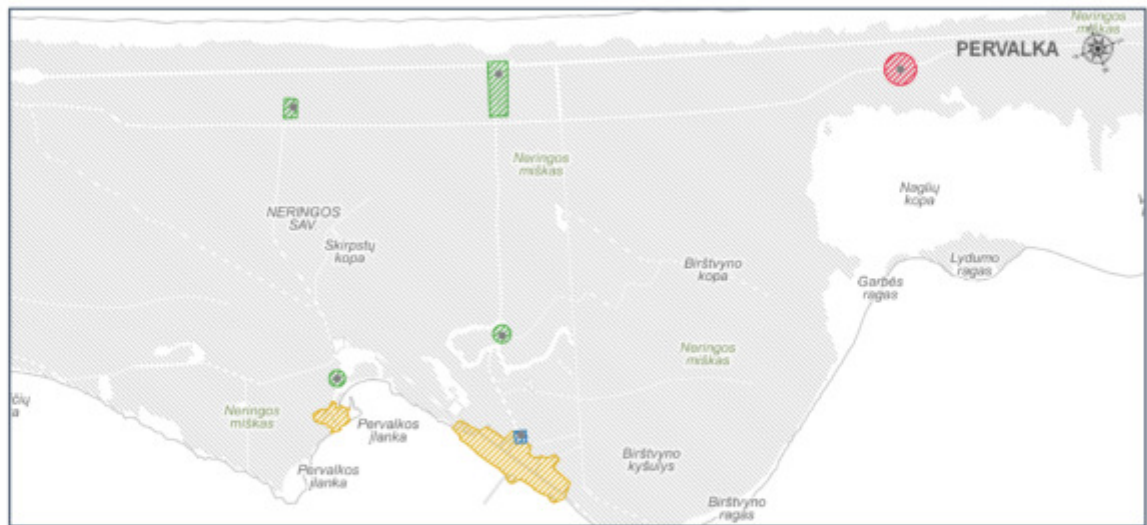 Neringos
miškas
PERVALKA
Neringos
miškas
Naglių
kopa
NERINGOS
SAV.
Skirpstų
kopa
Birštvyno
kopa
Lydumo
ragas
Garbės
ragas
Neringos
miškas
Neringos
miškas
Pervalkos
įlanka
Birštvyno
kyšulys
Pervalkos
įlanka
Birštvyno
ragas